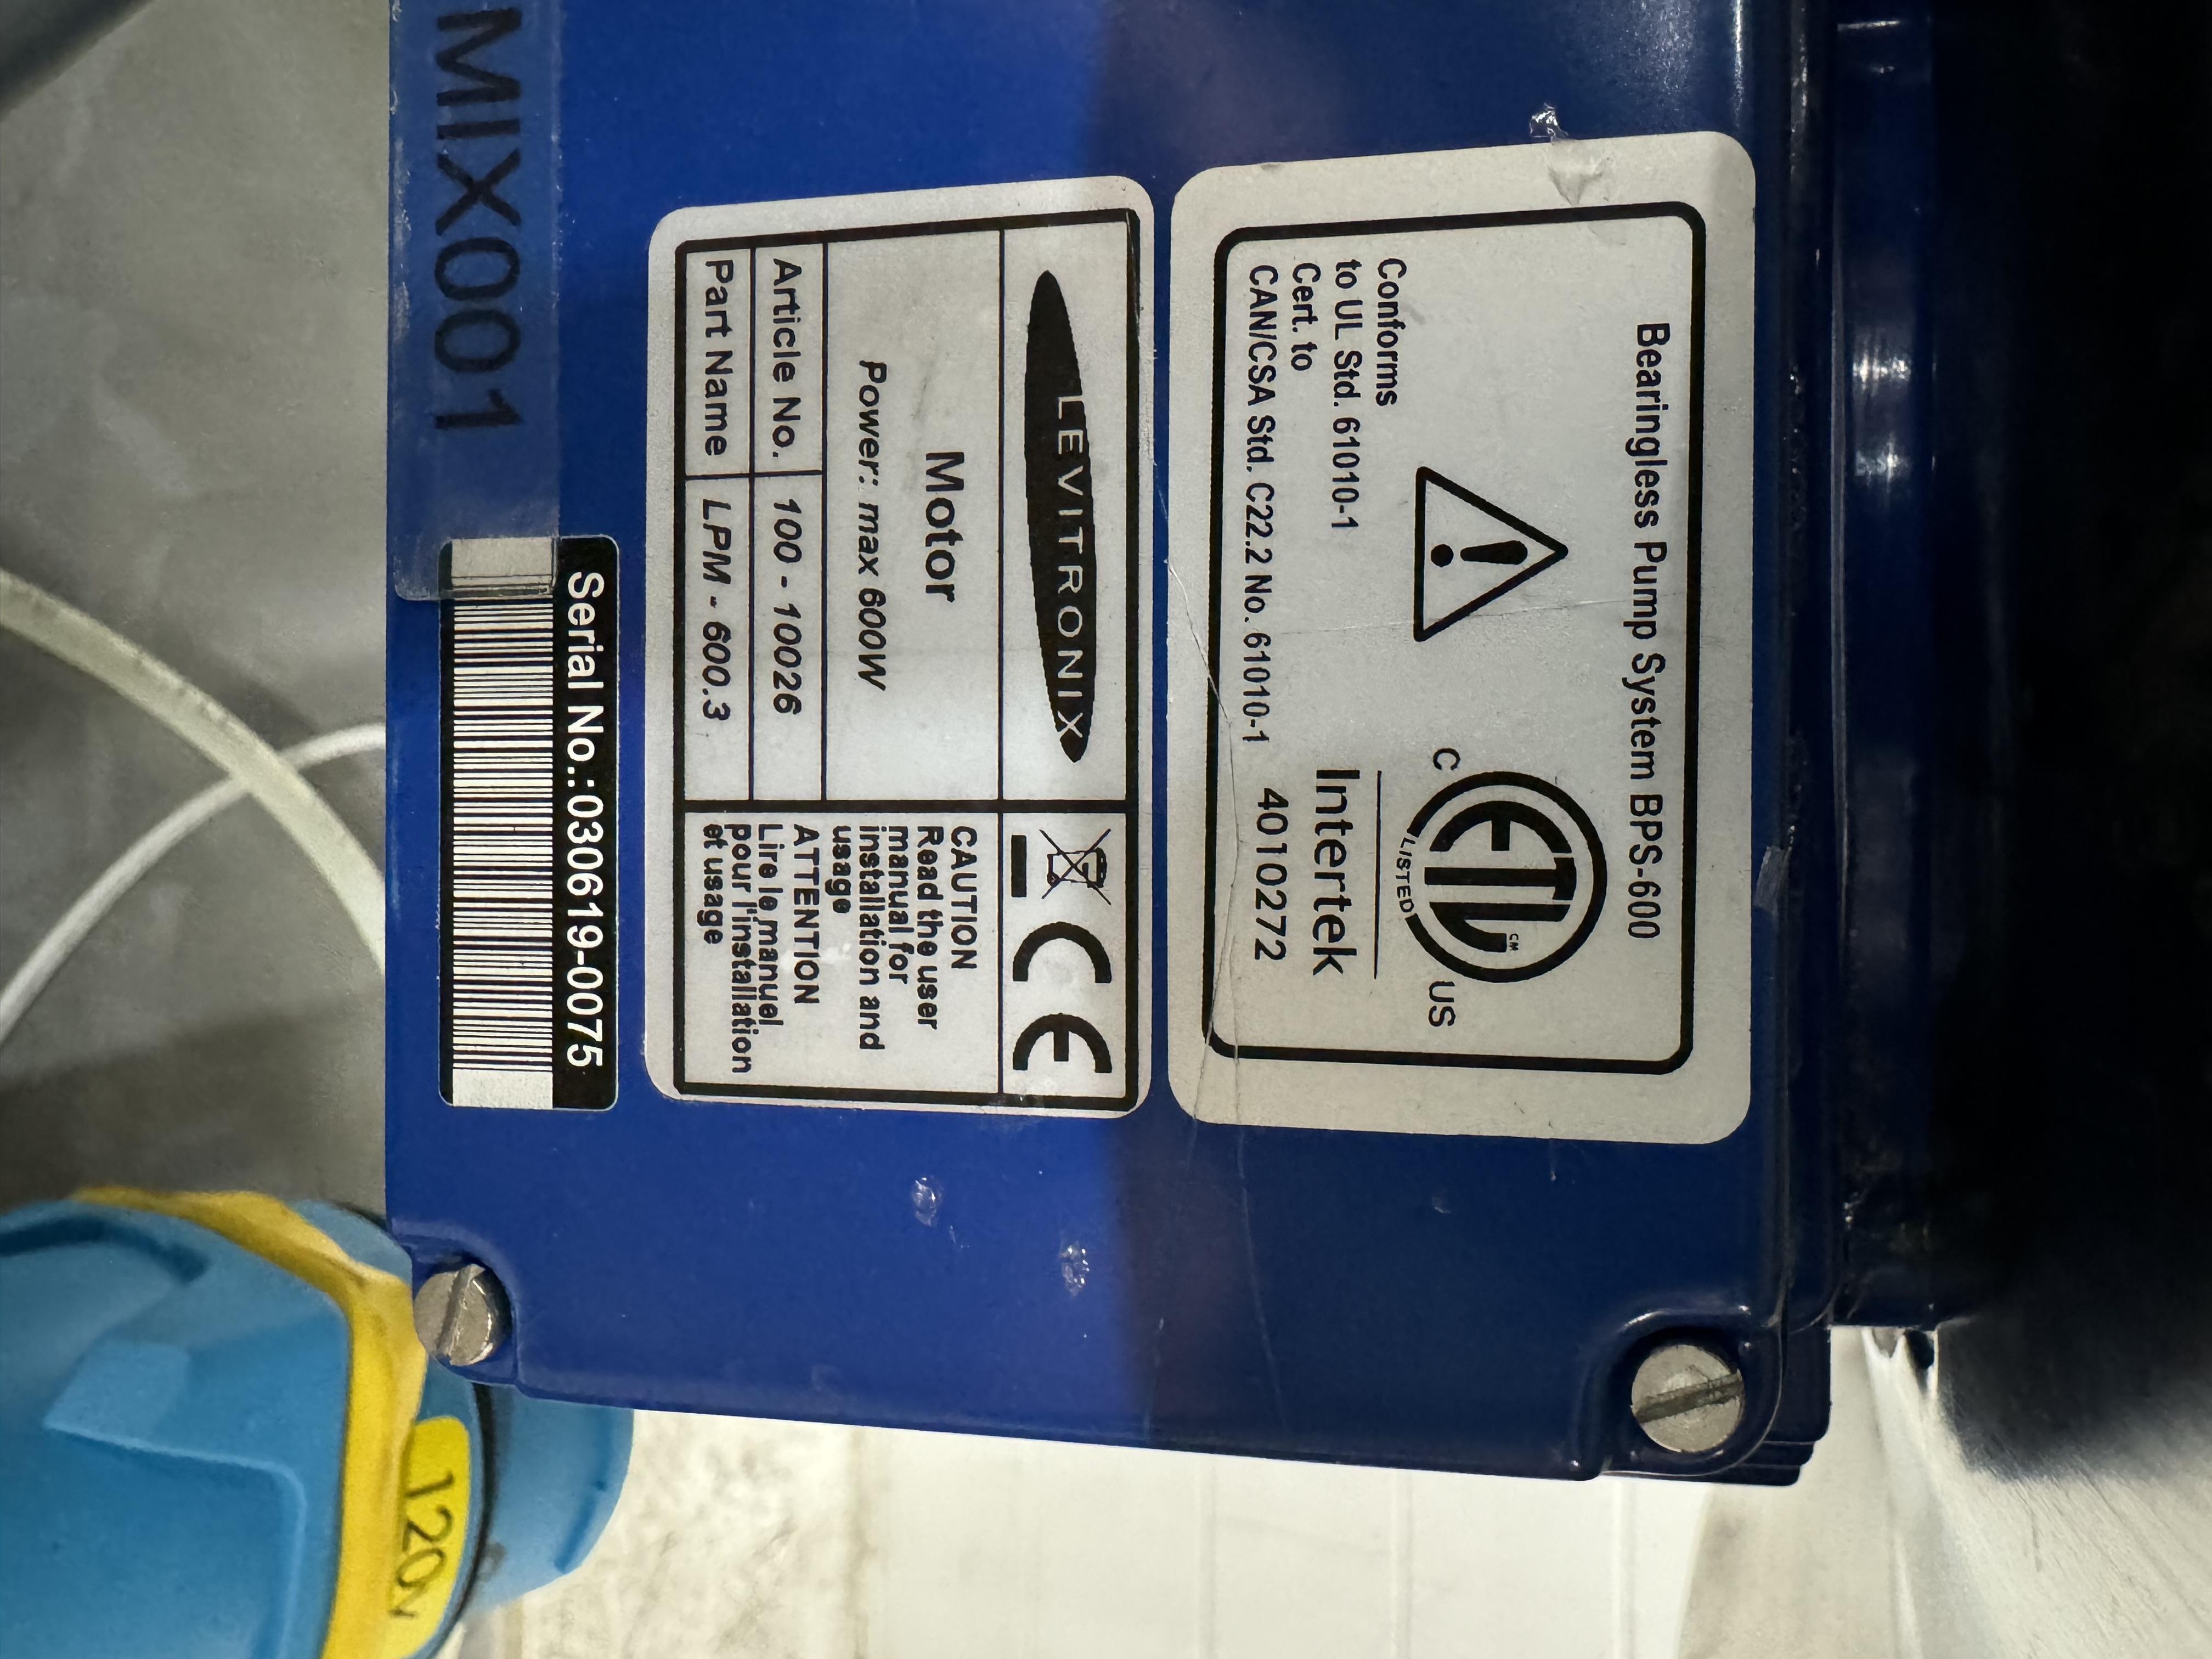 Bearingless Pump System BPS-600
C
ETL
CM
LISTED
US
Conforms
to UL Std. 61010-1
Cert. to
CAN/CSA Std. C22.2 No. 61010-1
Intertek
4010272
LEVITRONIX
CE
Motor
Power: max 600W
Article No. 100 - 10026
Part Name LPM - 600.3
CAUTION
Read the user
manual for
installation and
usage
ATTENTION
Lire le manuel
pour l'installation
et usage
Serial No.:030619-0075
MIX001
120v